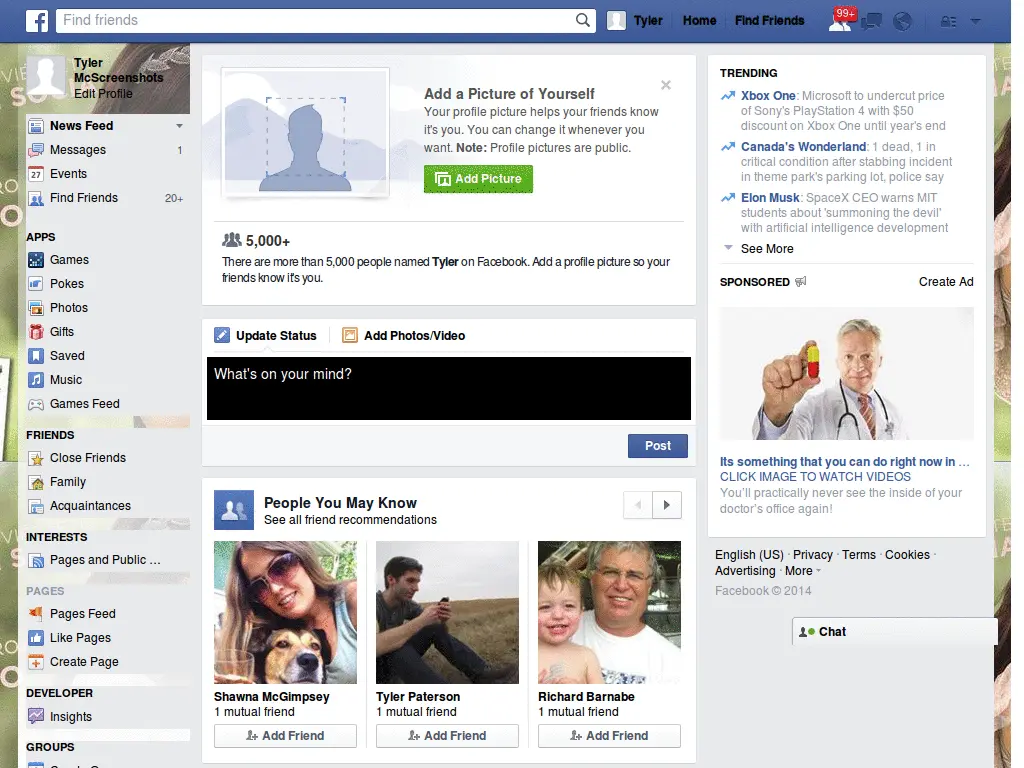 f
Find friends
Tyler
Home
Find Friends
99+
Tyler
McScreenshots
Edit Profile
News Feed
Messages 1
27 Events
Find Friends 20+
APPS
Games
Pokes
Photos
Gifts
Saved
Music
Games Feed
FRIENDS
Close Friends
Family
Acquaintances
INTERESTS
Pages and Public ...
PAGES
Pages Feed
Like Pages
Create Page
DEVELOPER
Insights
GROUPS
Add a Picture of Yourself
Your profile picture helps your friends know
it's you. You can change it whenever you
want. Note: Profile pictures are public.
Add Picture
5,000+
There are more than 5,000 people named Tyler on Facebook. Add a profile picture so your
friends know it's you.
Update Status
Add Photos/Video
What's on your mind?
Post
People You May Know
See all friend recommendations
Shawna McGimpsey
1 mutual friend
Add Friend
Tyler Paterson
1 mutual friend
Add Friend
Richard Barnabe
1 mutual friend
Add Friend
TRENDING
Xbox One: Microsoft to undercut price
of Sony's PlayStation 4 with $50
discount on Xbox One until year's end
Canada's Wonderland: 1 dead, 1 in
critical condition after stabbing incident
in theme park's parking lot, police say
Elon Musk: SpaceX CEO warns MIT
students about 'summoning the devil'
with artificial intelligence development
See More
SPONSORED
Create Ad
Its something that you can do right now in ...
CLICK IMAGE TO WATCH VIDEOS
You'll practically never see the inside of your
doctor's office again!
English (US) · Privacy · Terms · Cookies ·
Advertising · More
Facebook © 2014
Chat